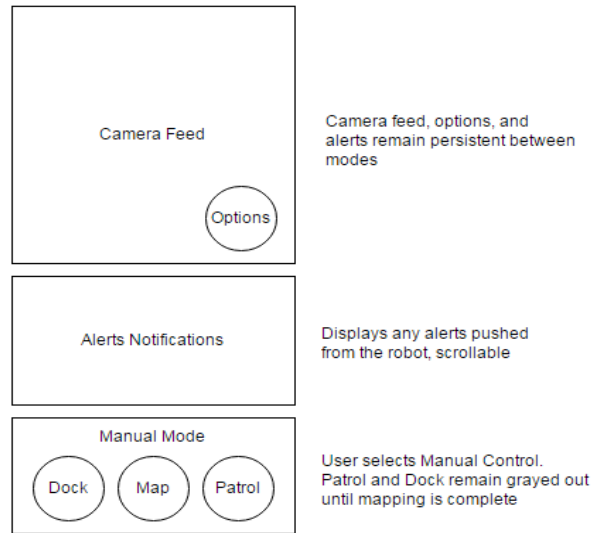 Camera Feed
Options
Camera feed, options, and
alerts remain persistent between
modes
Alerts Notifications
Displays any alerts pushed
from the robot, scrollable
Manual Mode
Dock
Map
Patrol
User selects Manual Control.
Patrol and Dock remain grayed out
until mapping is complete